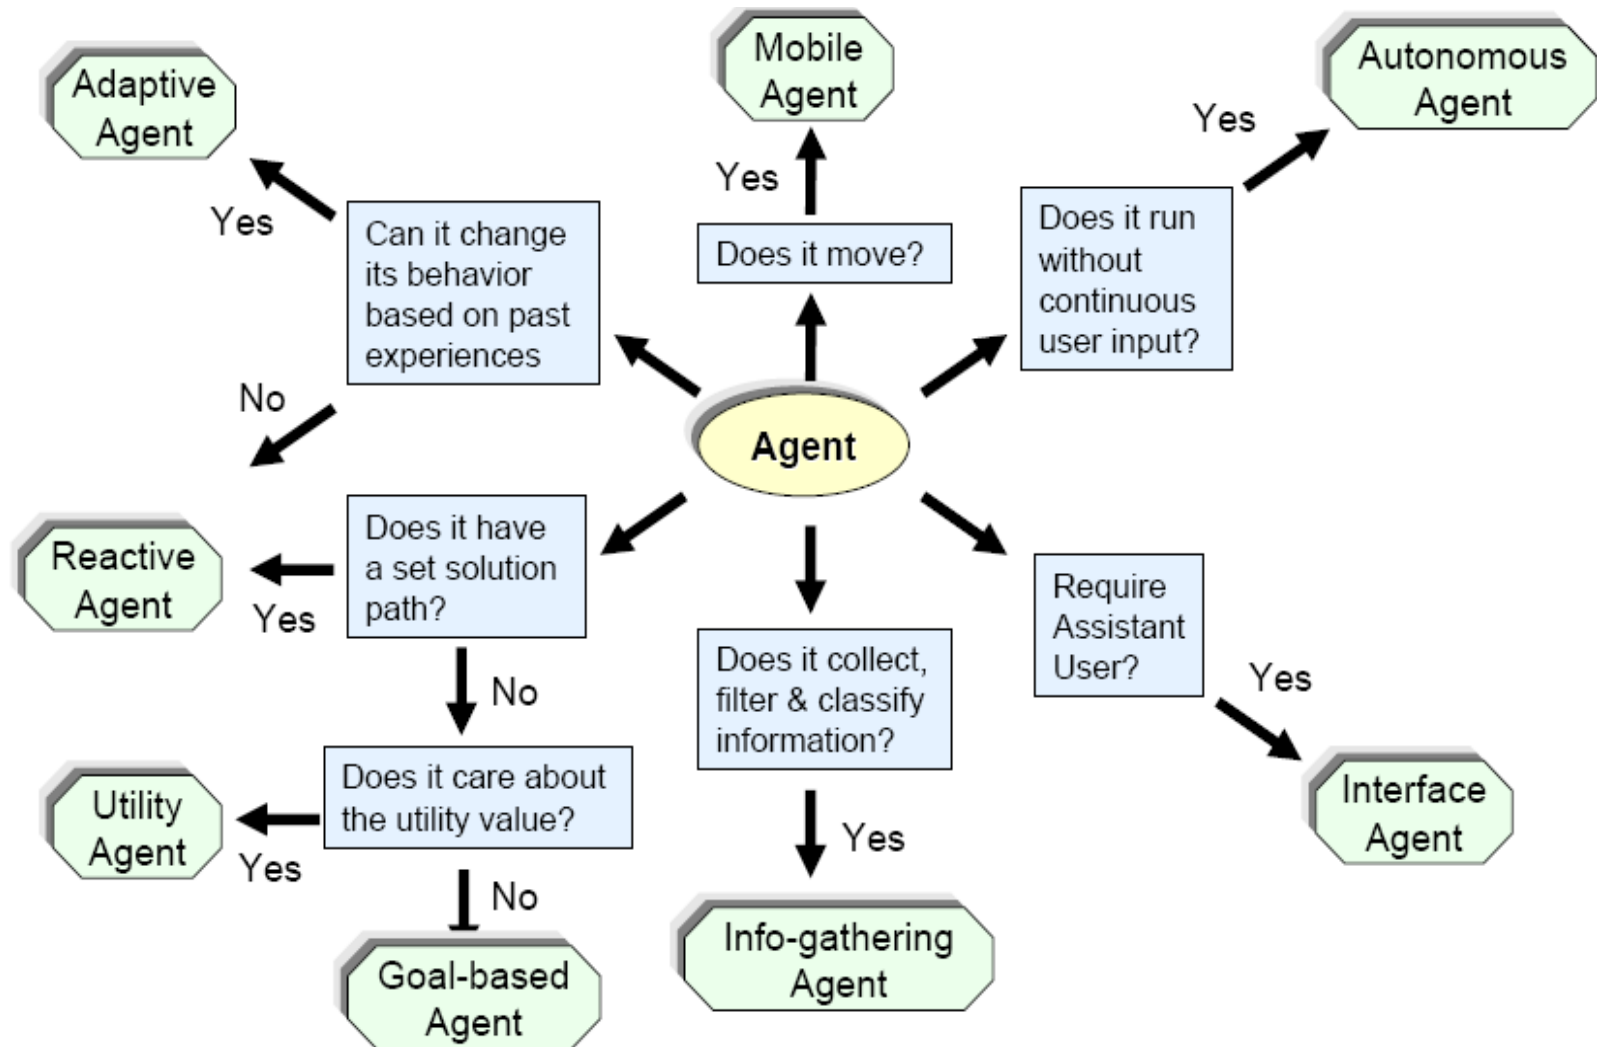 Adaptive
Agent
Yes
Can it change
its behavior
based on past
experiences
No
Mobile
Agent
Yes
Does it move?
Autonomous
Agent
Yes
Does it run
without
continuous
user input?
Agent
Reactive
Agent
Yes
Does it have
a set solution
path?
No
Utility
Agent
Yes
Does it care about
the utility value?
No
Goal-based
Agent
Does it collect,
filter & classify
information?
Yes
Info-gathering
Agent
Require
Assistant
User?
Yes
Interface
Agent